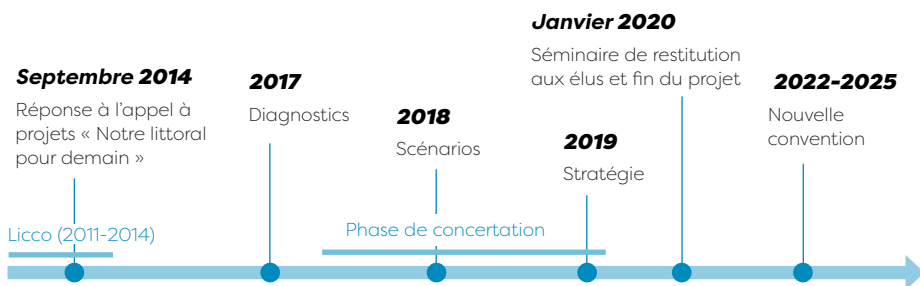 Septembre 2014
Réponse à l'appel à
projets « Notre littoral
pour demain »
Licco (2011-2014)
2017
Diagnostics
2018
Scénarios
Phase de concertation
2019
Stratégie
Janvier 2020
Séminaire de restitution
aux élus et fin du projet
2022-2025
Nouvelle
convention